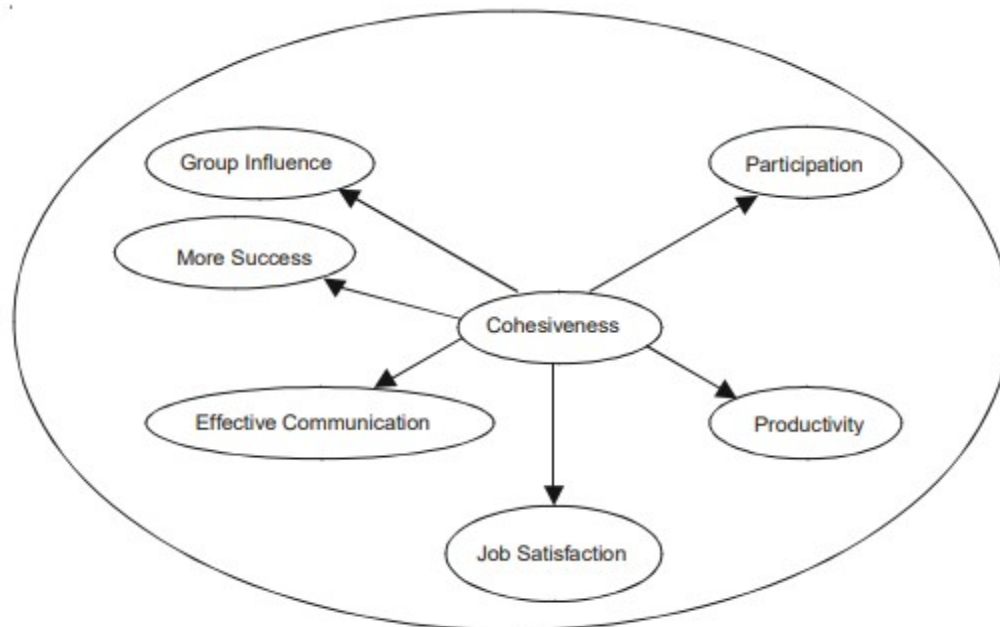 Group Influence
Participation
More Success
Cohesiveness
Effective Communication
Productivity
Job Satisfaction